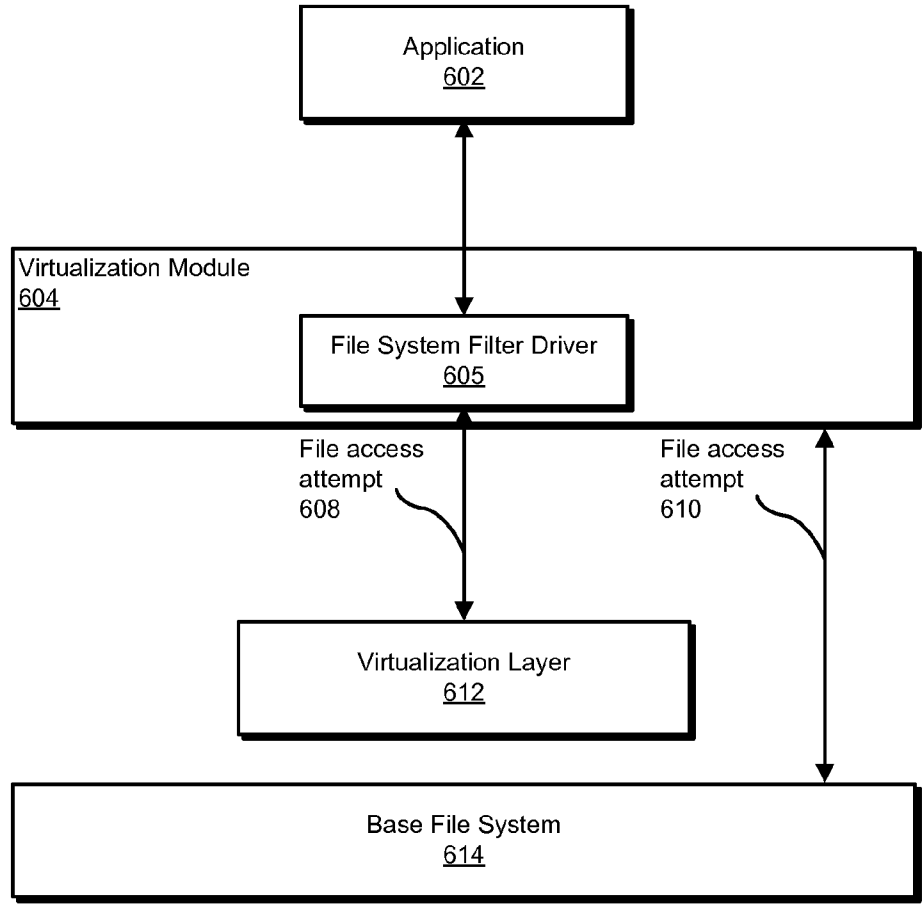 Application
602
Virtualization Module
604
File System Filter Driver
605
File access
attempt
608
File access
attempt
610
Virtualization Layer
612
Base File System
614